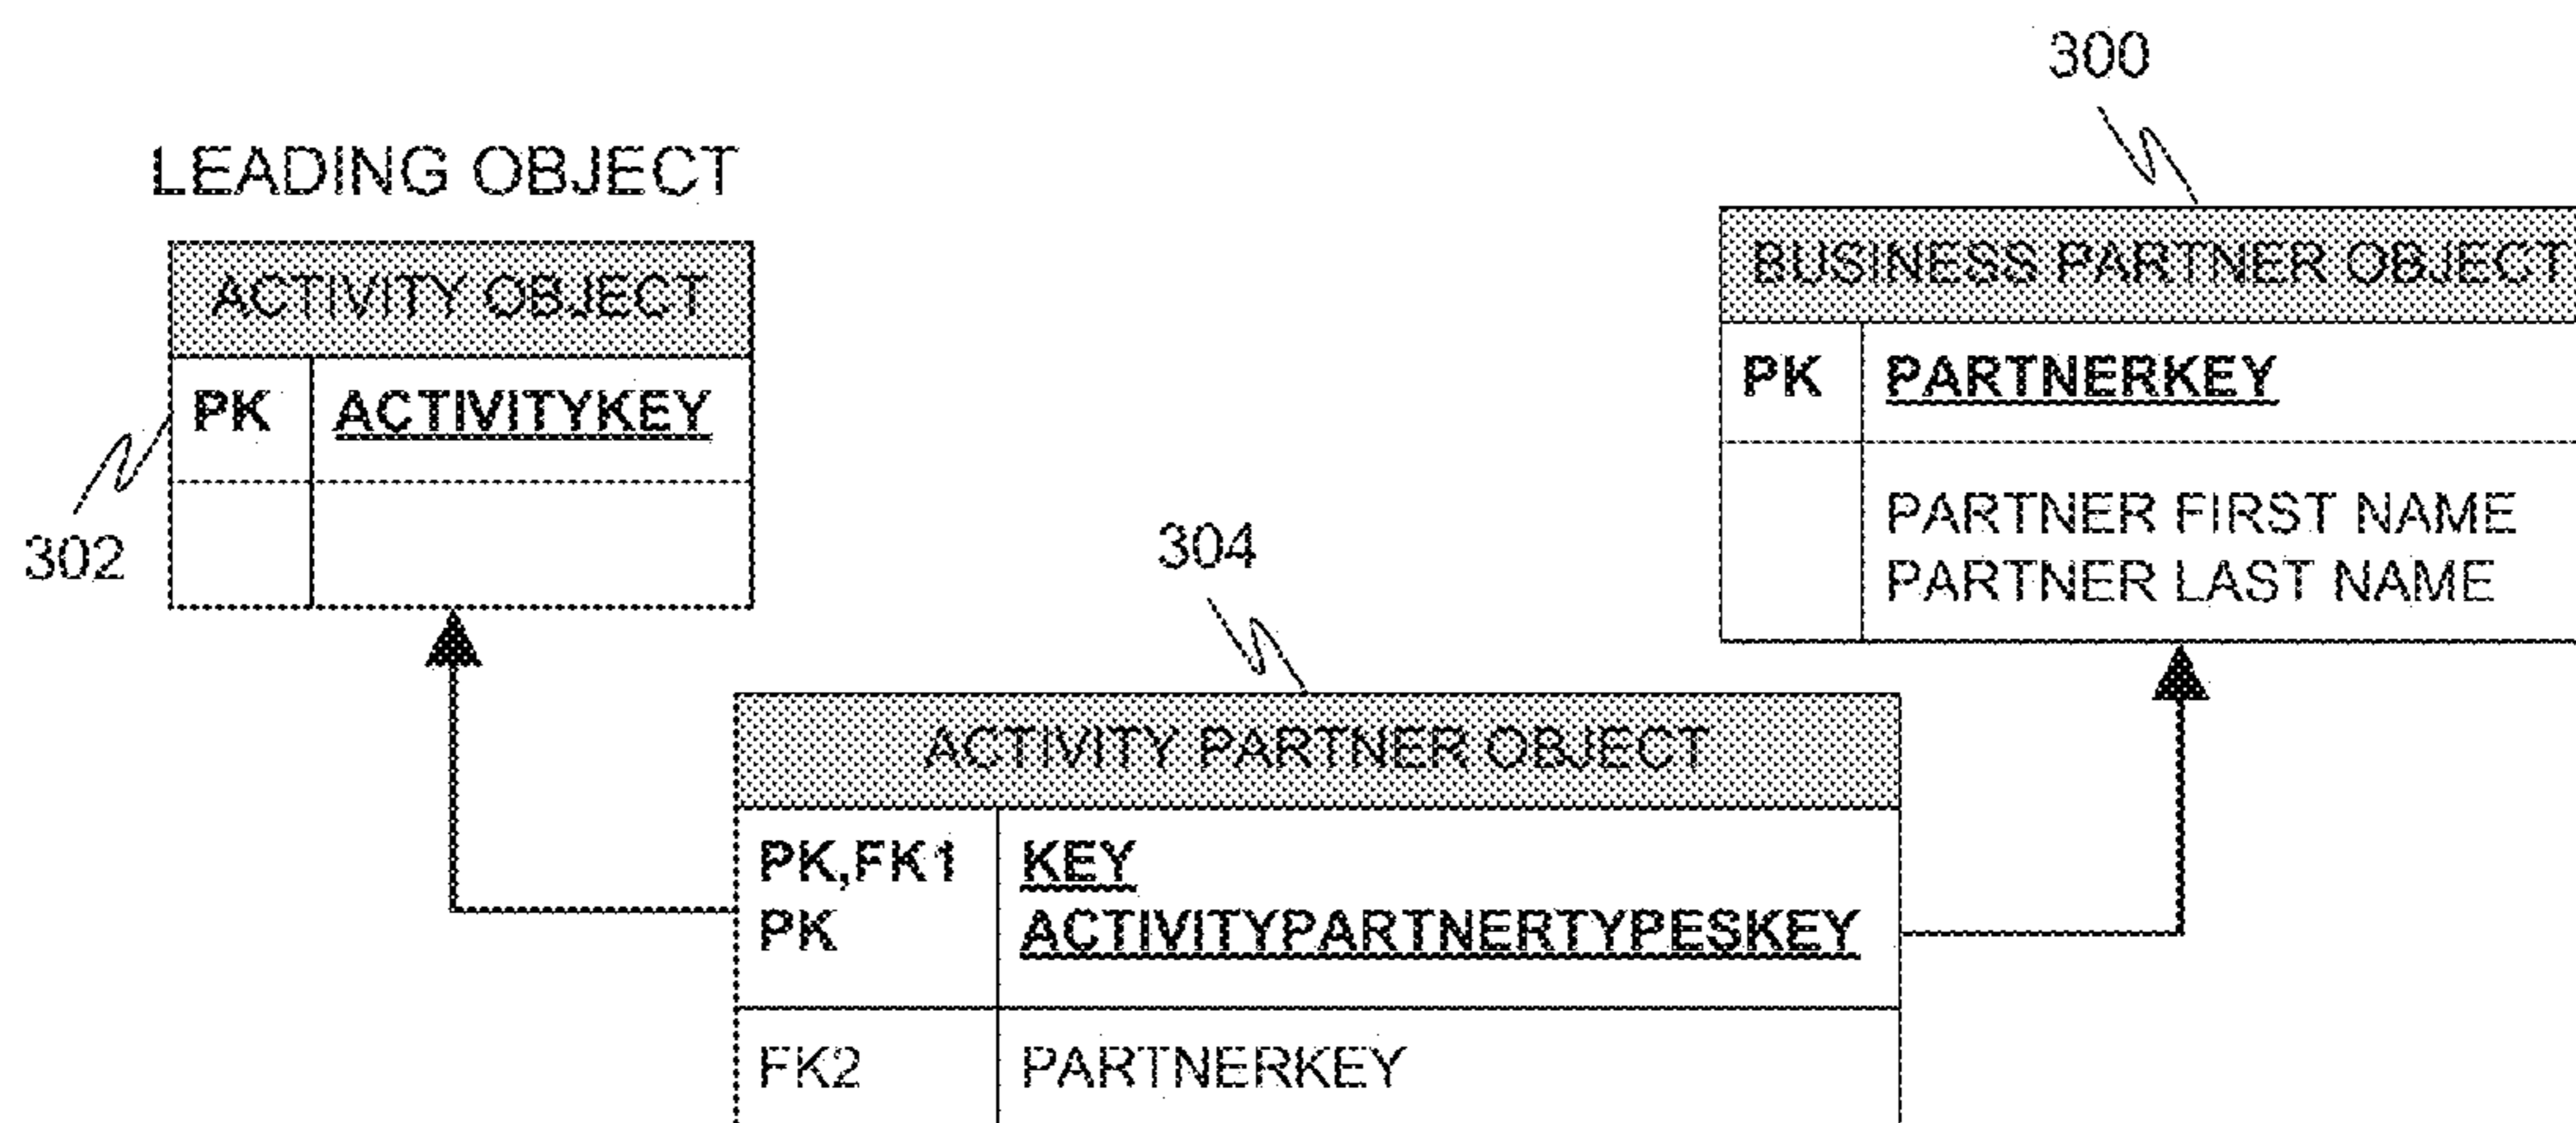 300
LEADING OBJECT
ACTIVITY OBJECT
PK ACTIVITYKEY
302
BUSINESS PARTNER OBJECT
PK PARTNERKEY
PARTNER FIRST NAME
PARTNER LAST NAME
304
ACTIVITY PARTNER OBJECT
PK,FK1 KEY
PK ACTIVITYPARTNERTYPESKEY
FK2 PARTNERKEY